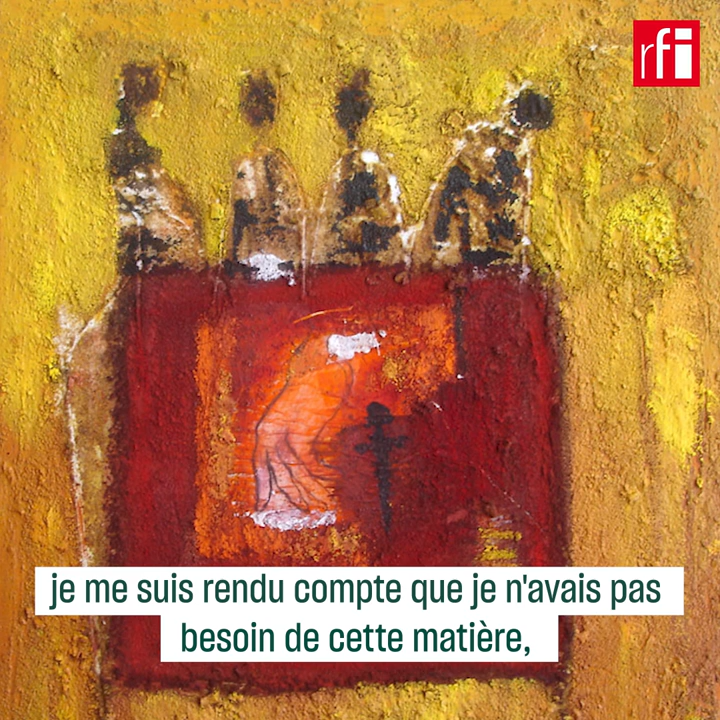 rfi
je me suis rendu compte que je n'avais pas
besoin de cette matière,